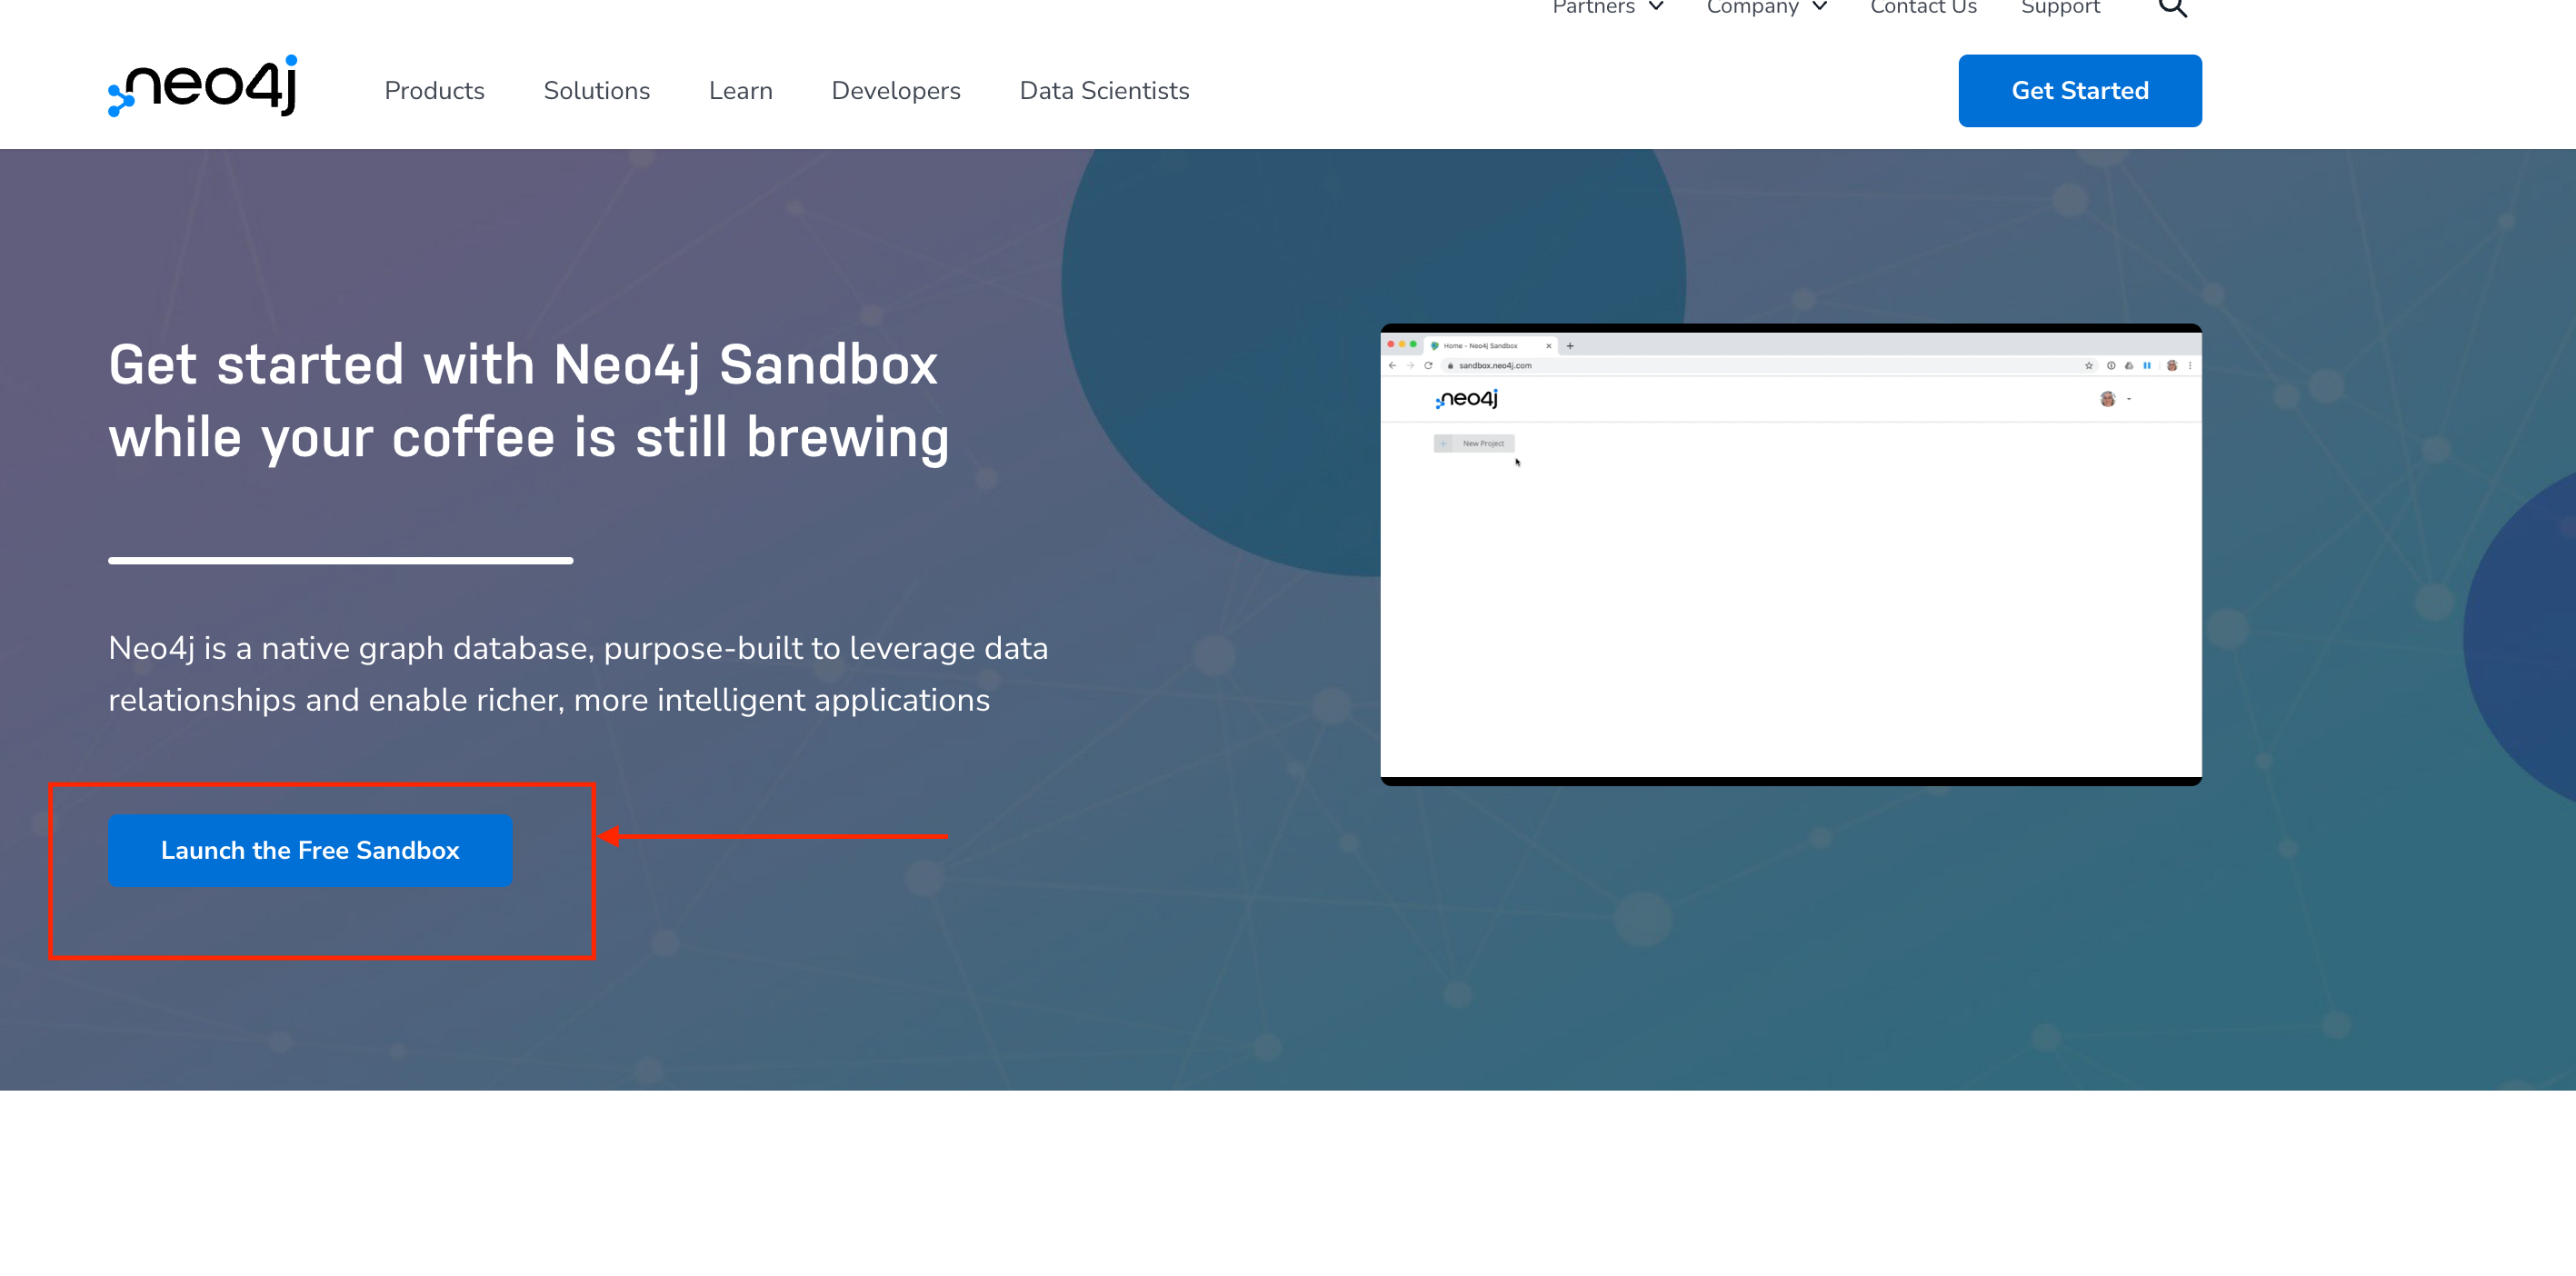 Partners Company Contact Us Support
neo4j Products Solutions Learn Developers Data Scientists Get Started
Get started with Neo4j Sandbox
while your coffee is still brewing
Neo4j is a native graph database, purpose-built to leverage data
relationships and enable richer, more intelligent applications
Launch the Free Sandbox
Home - Neo4j Sandbox
sandbox.neo4j.com
neo4j
New Project